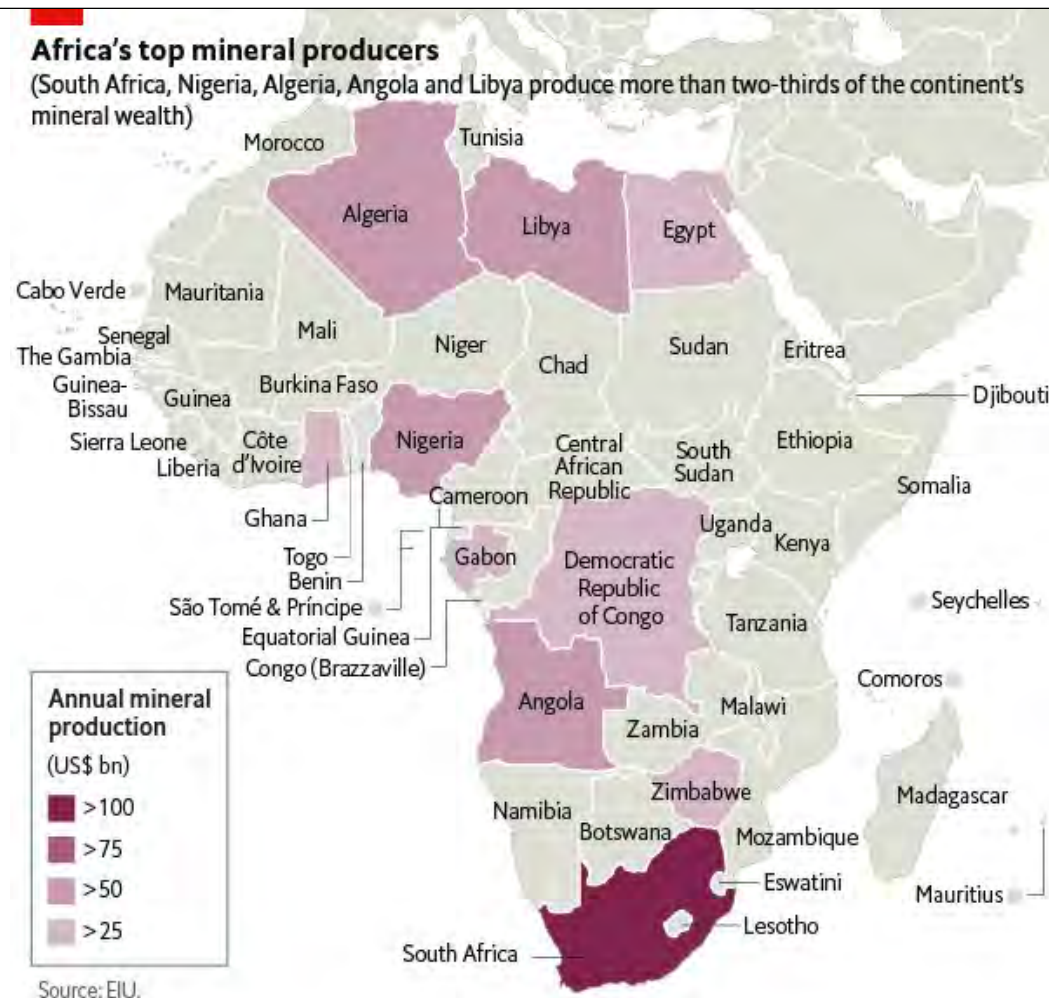 Africa's top mineral producers
(South Africa, Nigeria, Algeria, Angola and Libya produce more than two-thirds of the continent's
mineral wealth)
Morocco
Tunisia
Algeria
Libya
Egypt
Cabo Verde
Mauritania
Mali
Niger
Chad
Sudan
Eritrea
Senegal
The Gambia
Guinea-
Bissau
Guinea
Burkina Faso
Djibouti
Sierra Leone
Liberia
Côte
d'Ivoire
Nigeria
Central
African
Republic
South
Sudan
Ethiopia
Somalia
Ghana
Cameroon
Togo
Benin
Gabon
Democratic
Republic
of Congo
Uganda
Kenya
São Tomé & Príncipe
Equatorial Guinea
Congo (Brazzaville)
Tanzania
Seychelles
Comoros
Angola
Zambia
Malawi
Annual mineral
production
(US$ bn)
>100
>75
>50
>25
Namibia
Botswana
Zimbabwe
Mozambique
Madagascar
Mauritius
Eswatini
Lesotho
South Africa
Source: EIU.